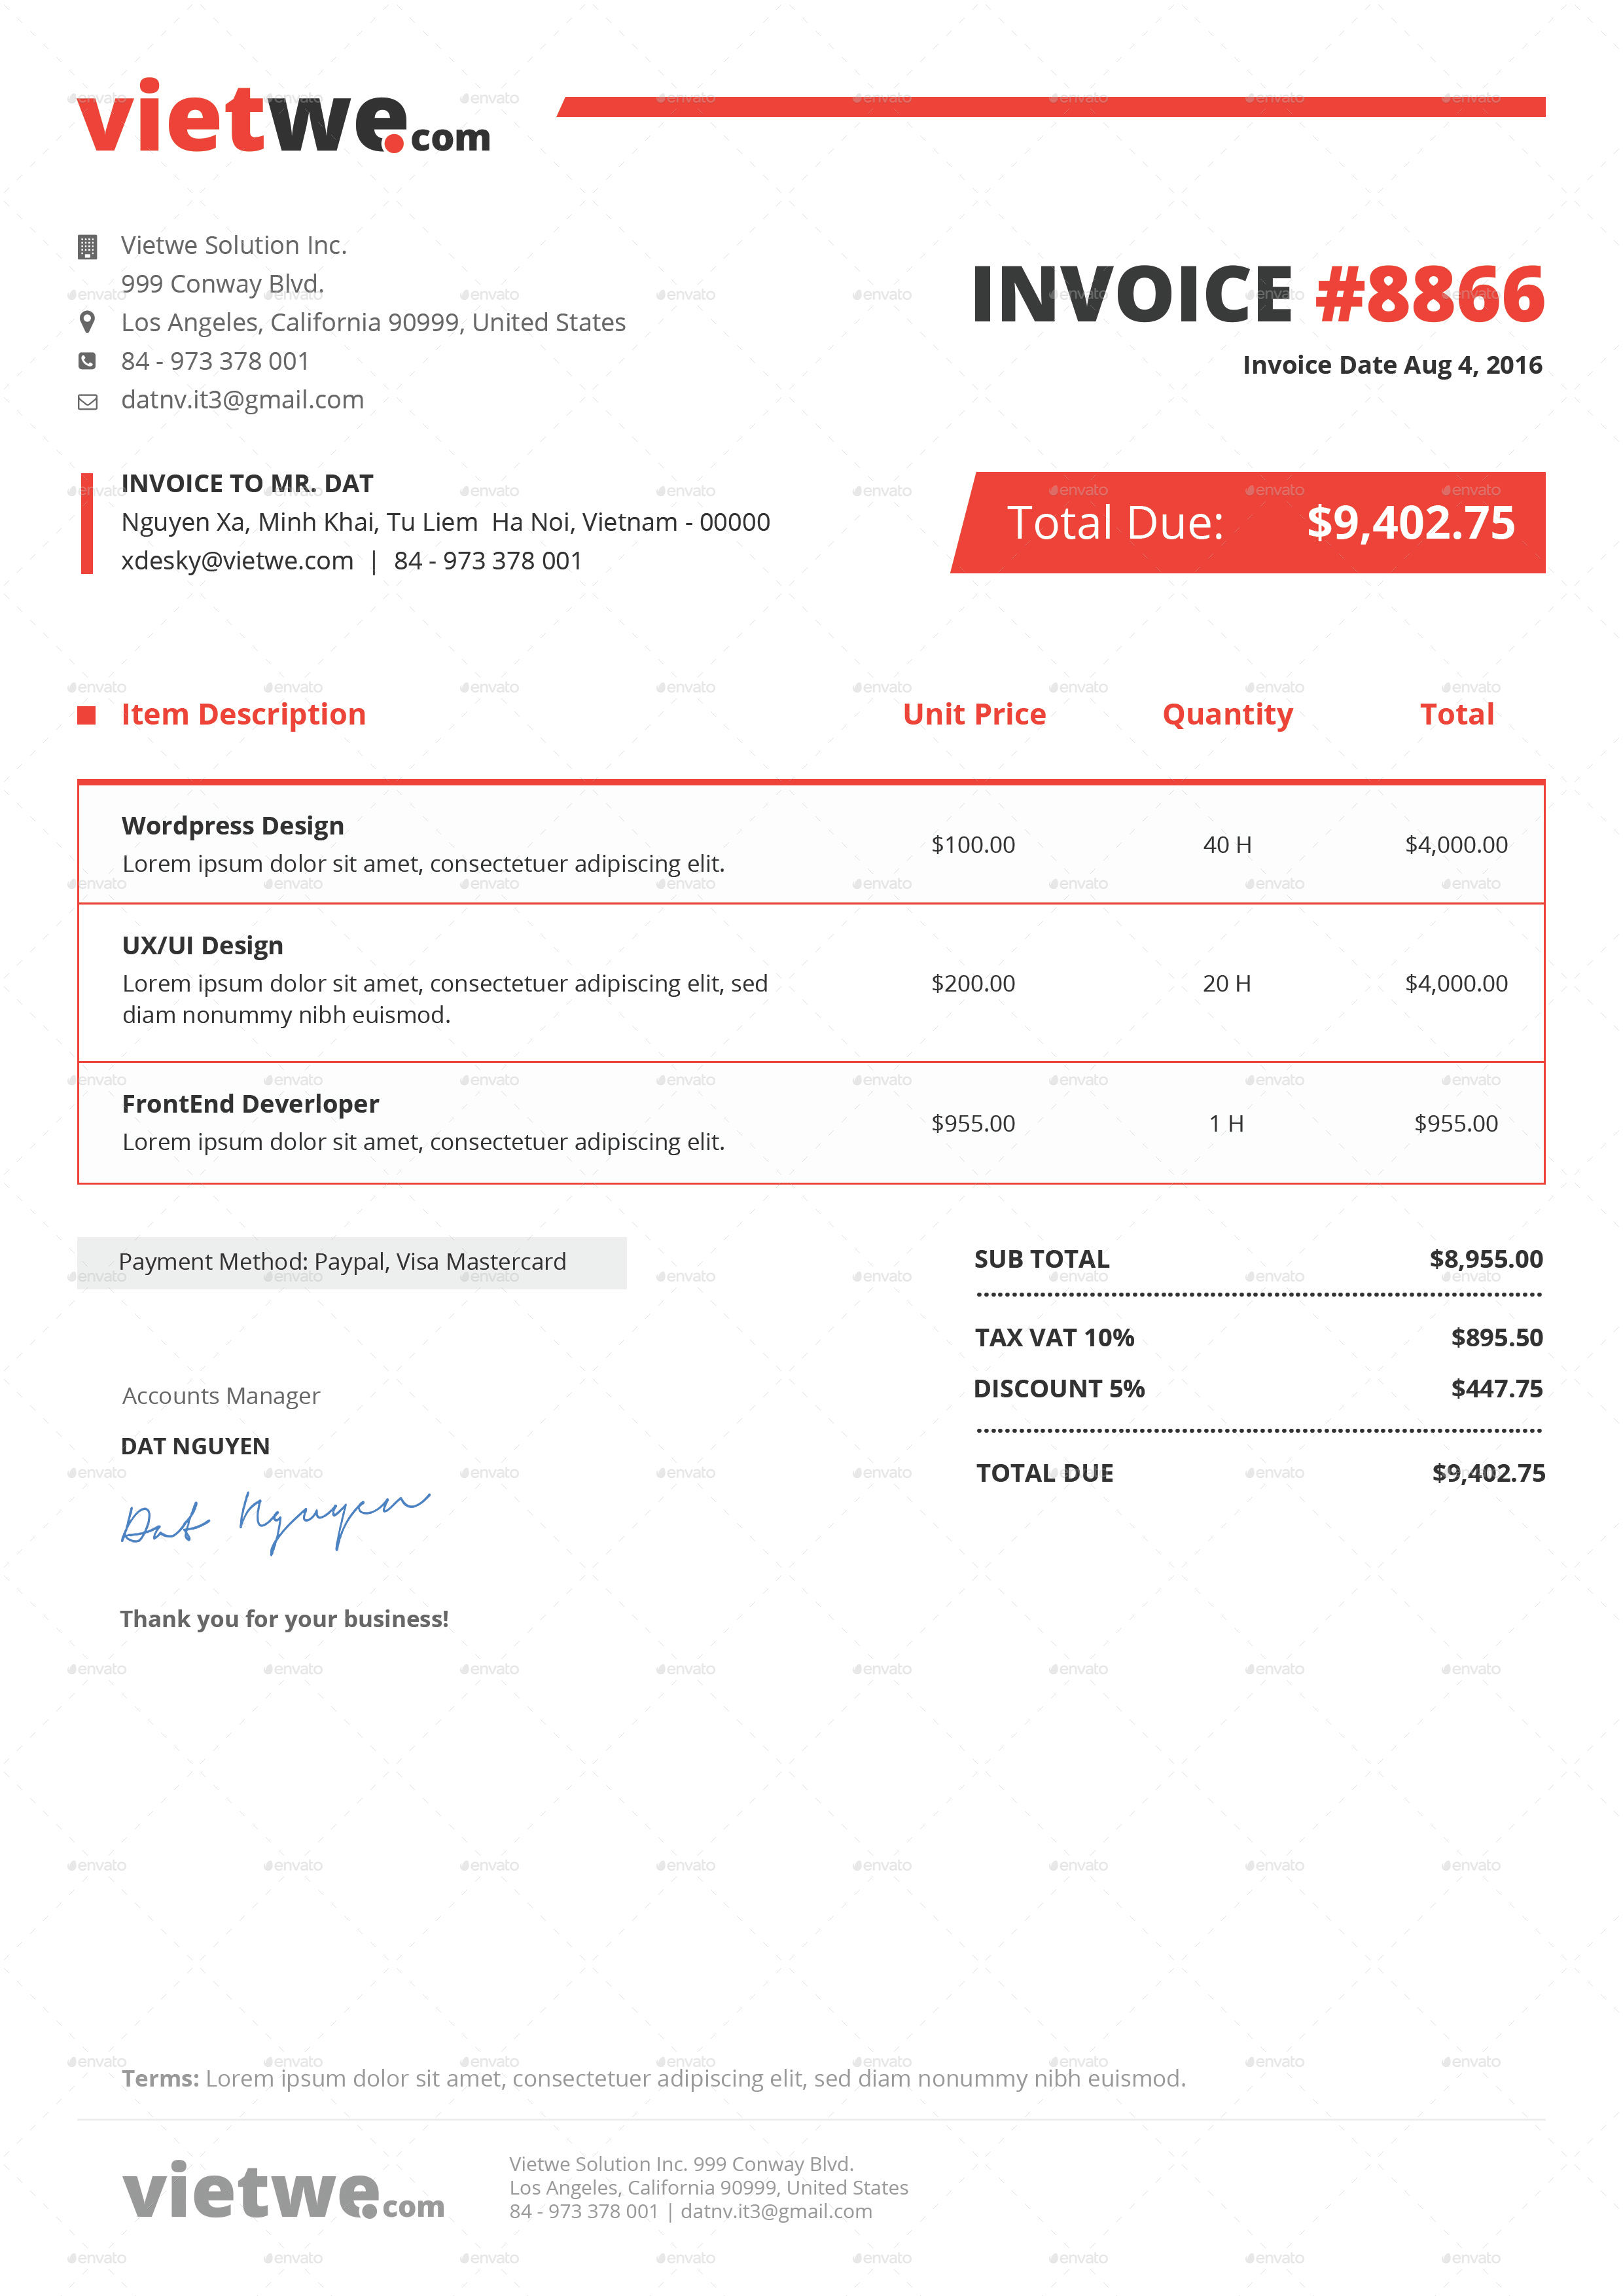 vietwe.com
Vietwe Solution Inc.
999 Conway Blvd.
Los Angeles, California 90999, United States
84 - 973 378 001
datnv.it3@gmail.com
INVOICE #8866
Invoice Date Aug 4, 2016
INVOICE TO MR. DAT
Nguyen Xa, Minh Khai, Tu Liem  Ha Noi, Vietnam - 00000
xdesky@vietwe.com  |  84 - 973 378 001
Total Due: $9,402.75
Item Description Unit Price Quantity Total
Wordpress Design
Lorem ipsum dolor sit amet, consectetuer adipiscing elit.
$100.00 40 H $4,000.00
UX/UI Design
Lorem ipsum dolor sit amet, consectetuer adipiscing elit, sed
diam nonummy nibh euismod.
$200.00 20 H $4,000.00
FrontEnd Deverloper
Lorem ipsum dolor sit amet, consectetuer adipiscing elit.
$955.00 1 H $955.00
Payment Method: Paypal, Visa Mastercard
SUB TOTAL $8,955.00
TAX VAT 10% $895.50
DISCOUNT 5% $447.75
TOTAL DUE $9,402.75
Accounts Manager
DAT NGUYEN
Dat Nguyen
Thank you for your business!
Terms: Lorem ipsum dolor sit amet, consectetuer adipiscing elit, sed diam nonummy nibh euismod.
vietwe.com
Vietwe Solution Inc. 999 Conway Blvd.
Los Angeles, California 90999, United States
84 - 973 378 001 | datnv.it3@gmail.com
envato